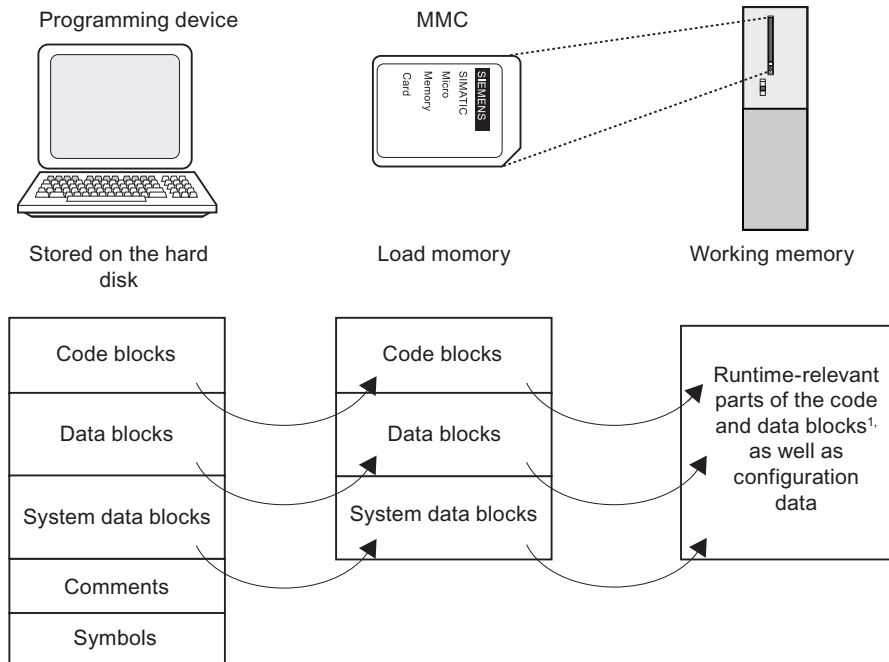 Programming device
MMC
SIEMENS
SIMATIC
Micro
Memory
Card
Stored on the hard
disk
Load momory
Working memory
Code blocks
Data blocks
System data blocks
Comments
Symbols
Code blocks
Data blocks
System data blocks
Runtime-relevant
parts of the code
and data blocks¹,
as well as
configuration
data